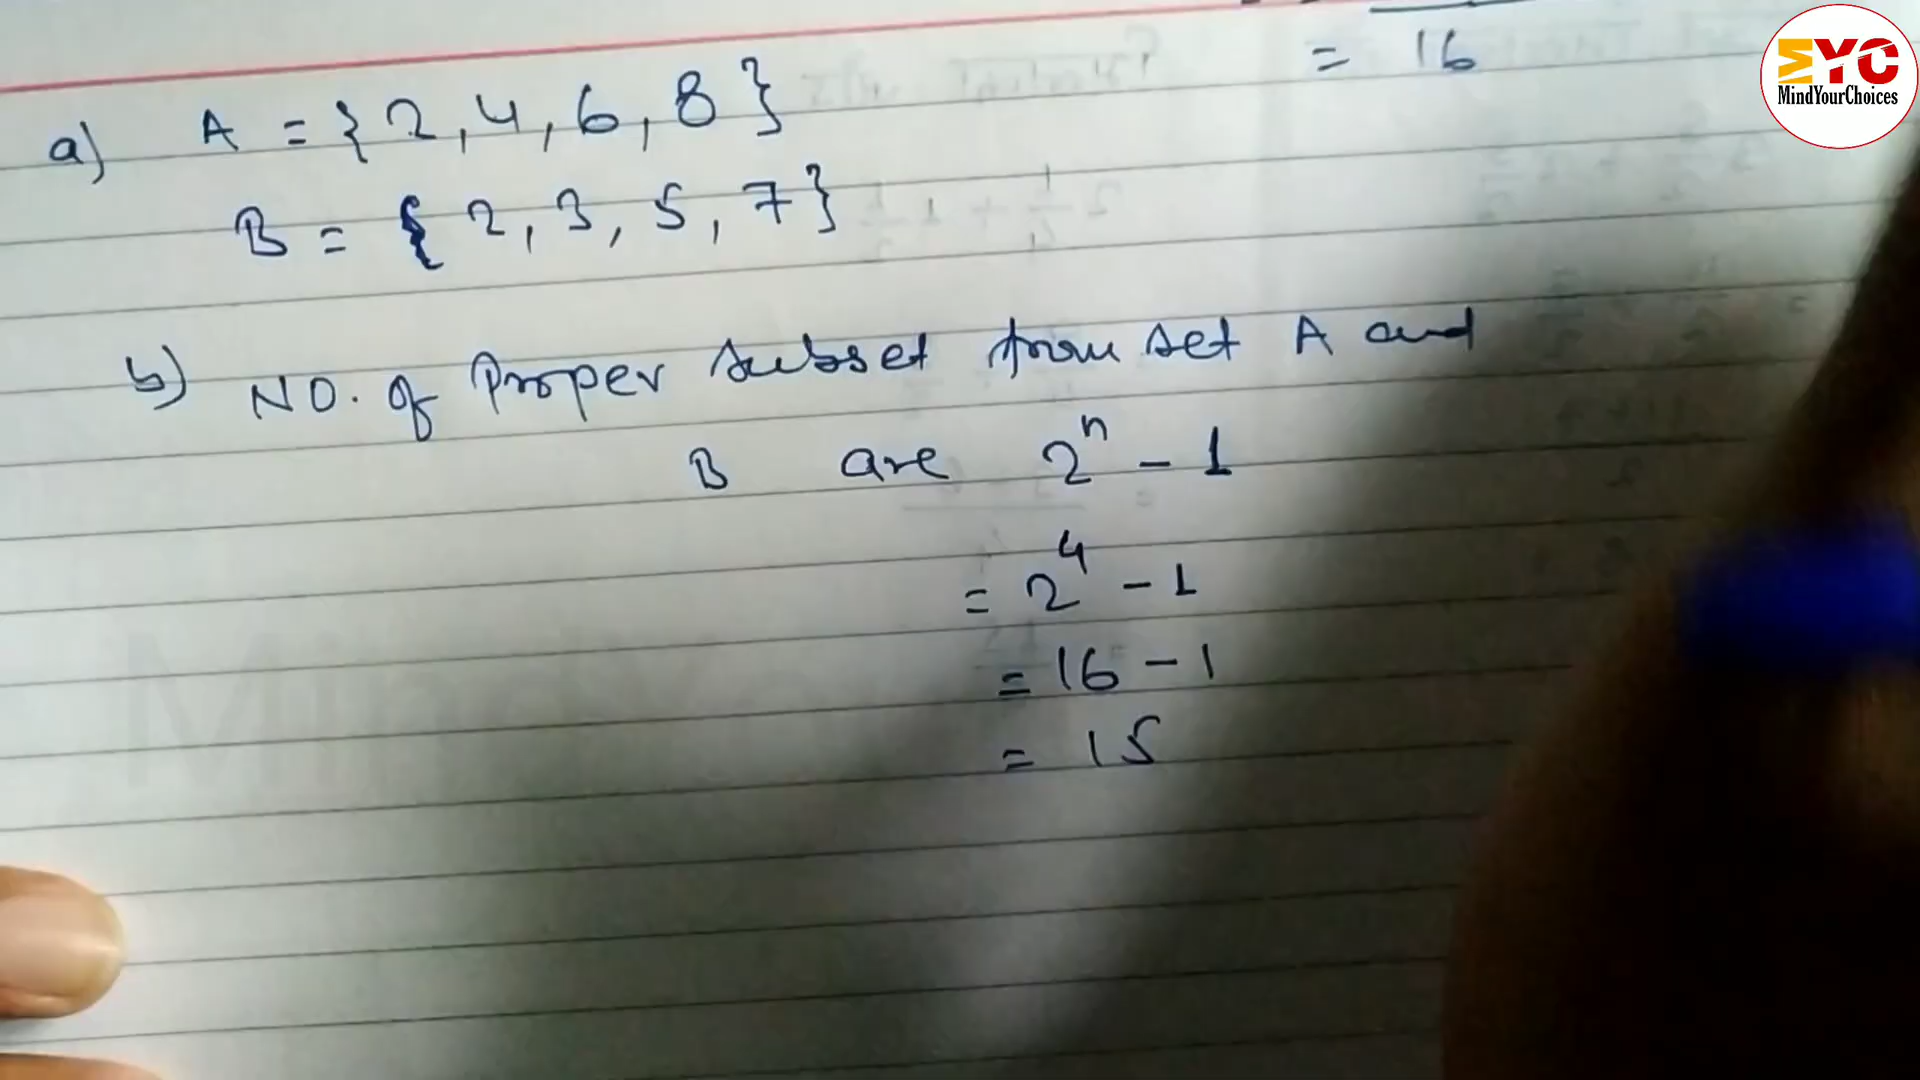 = 16
MYC
MindYourChoices
a) A = {2, 4, 6, 8}
B = {2, 3, 5, 7}
b) NO. of Proper subset from set A and
B are 2ⁿ - 1
= 2⁴ - 1
= 16 - 1
= 15